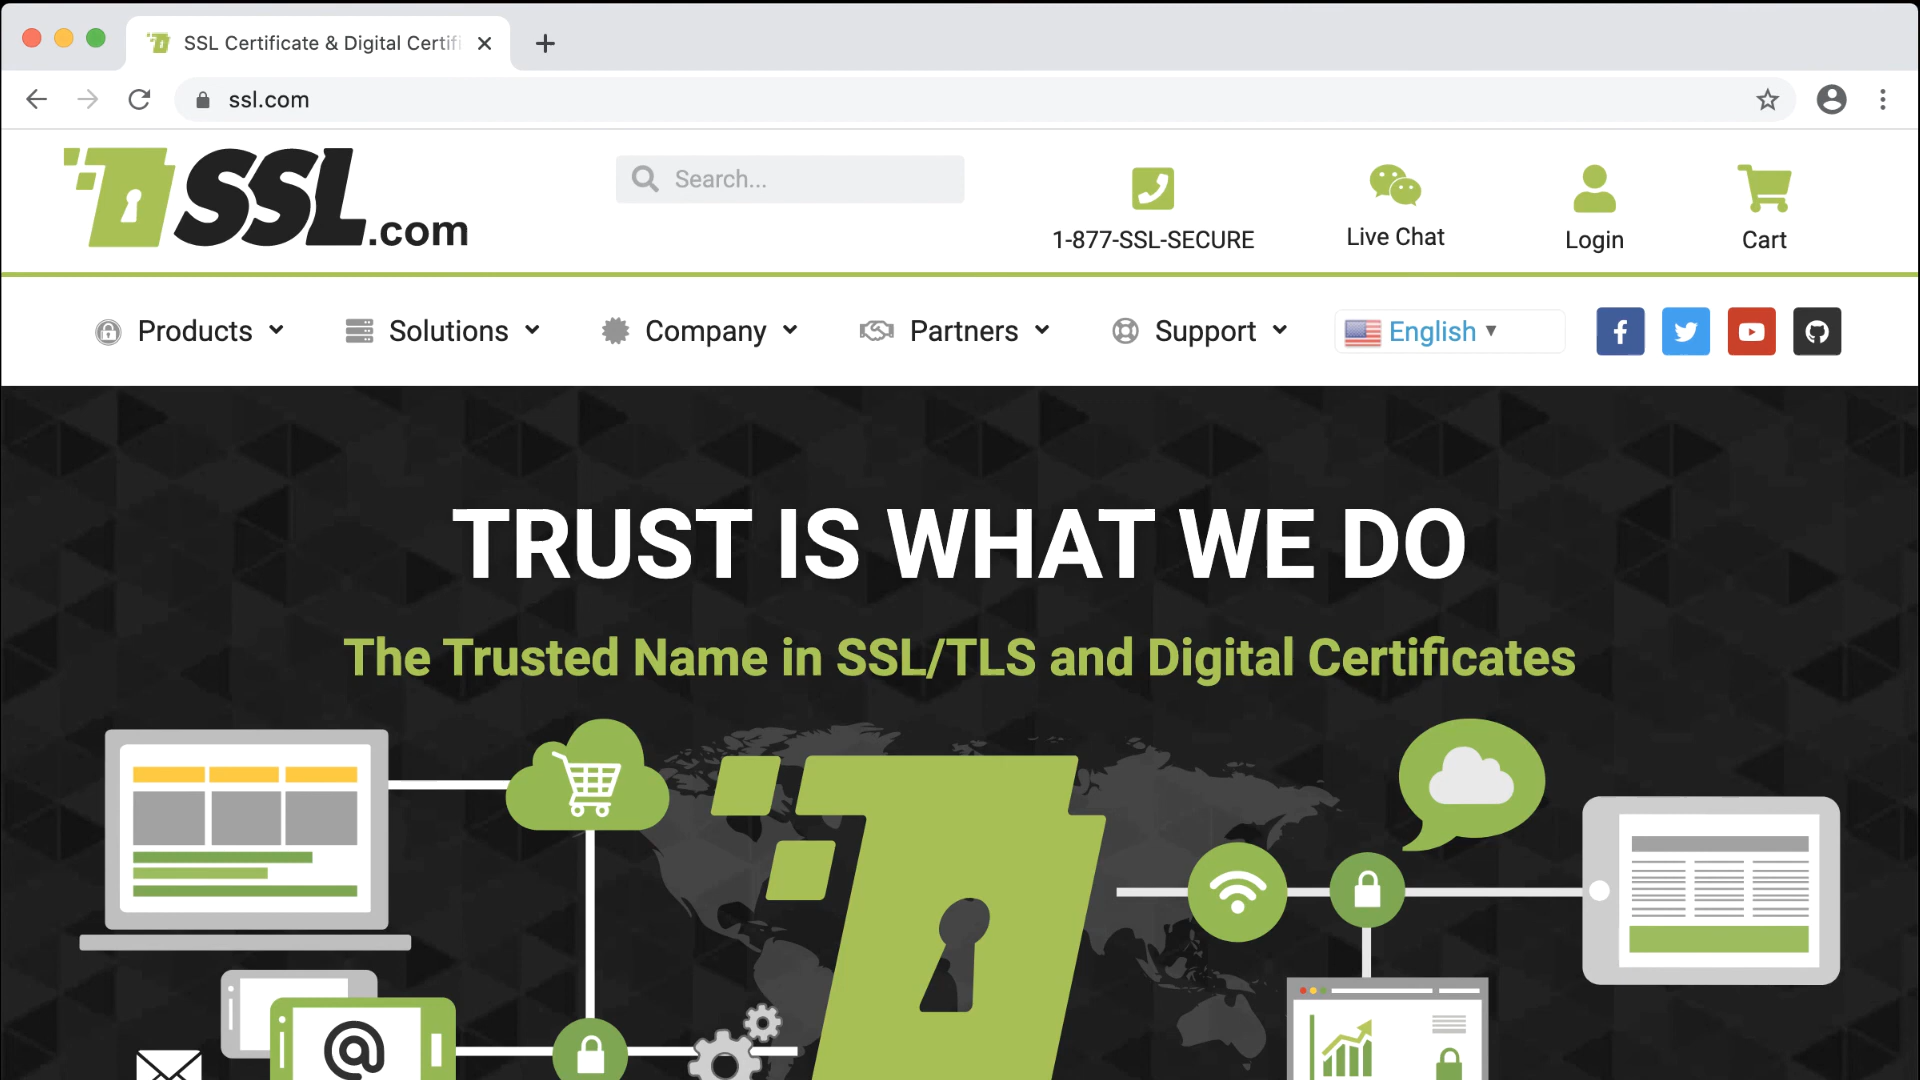 SSL Certificate & Digital Certifi
ssl.com
SSL.com
Search...
1-877-SSL-SECURE
Live Chat
Login
Cart
Products
Solutions
Company
Partners
Support
English
TRUST IS WHAT WE DO
The Trusted Name in SSL/TLS and Digital Certificates
@